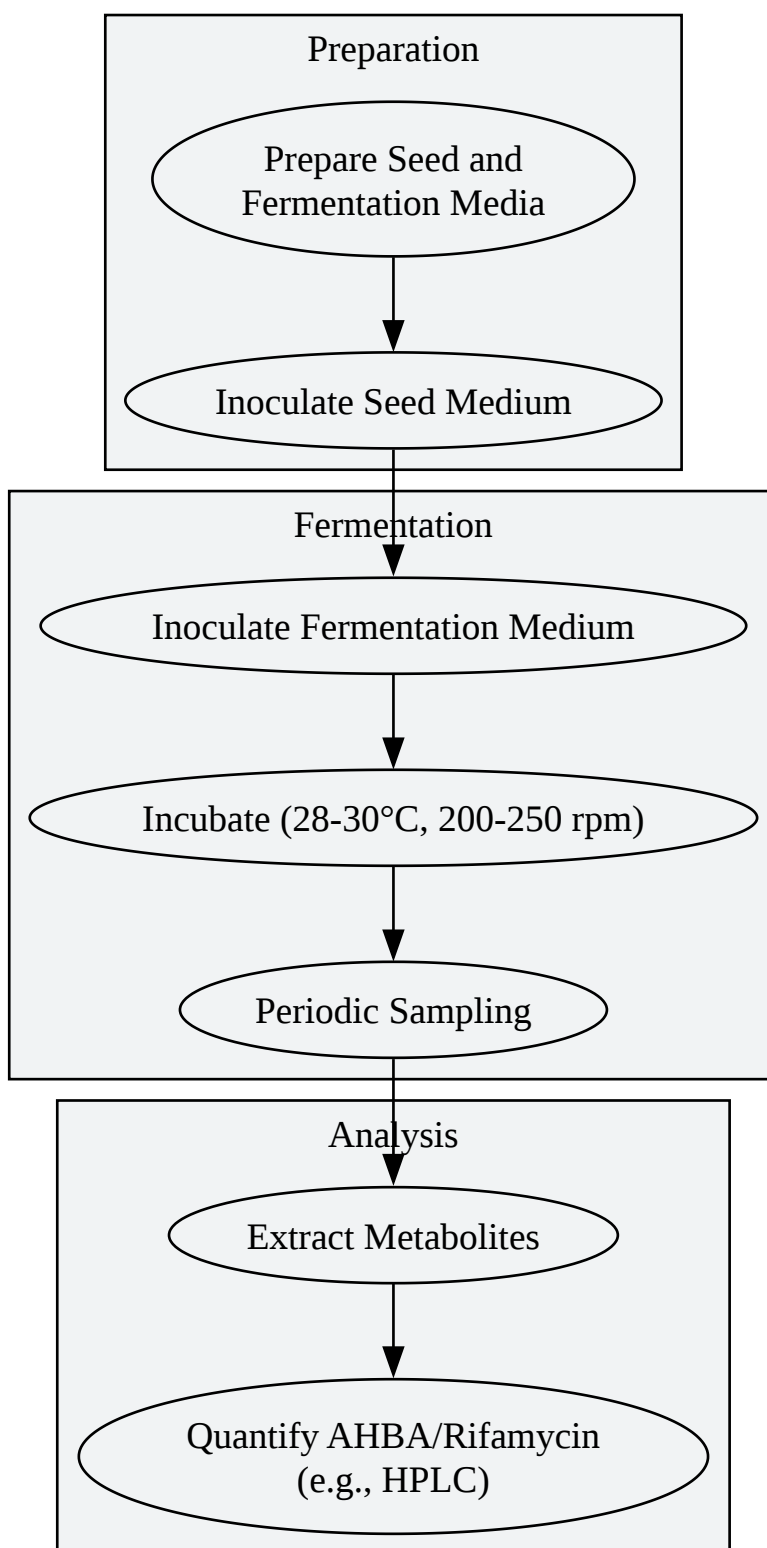 Preparation
Prepare Seed and
Fermentation Media
Inoculate Seed Medium
Fermentation
Inoculate Fermentation Medium
Incubate (28-30°C, 200-250 rpm)
Periodic Sampling
Analysis
Extract Metabolites
Quantify AHBA/Rifamycin
(e.g., HPLC)